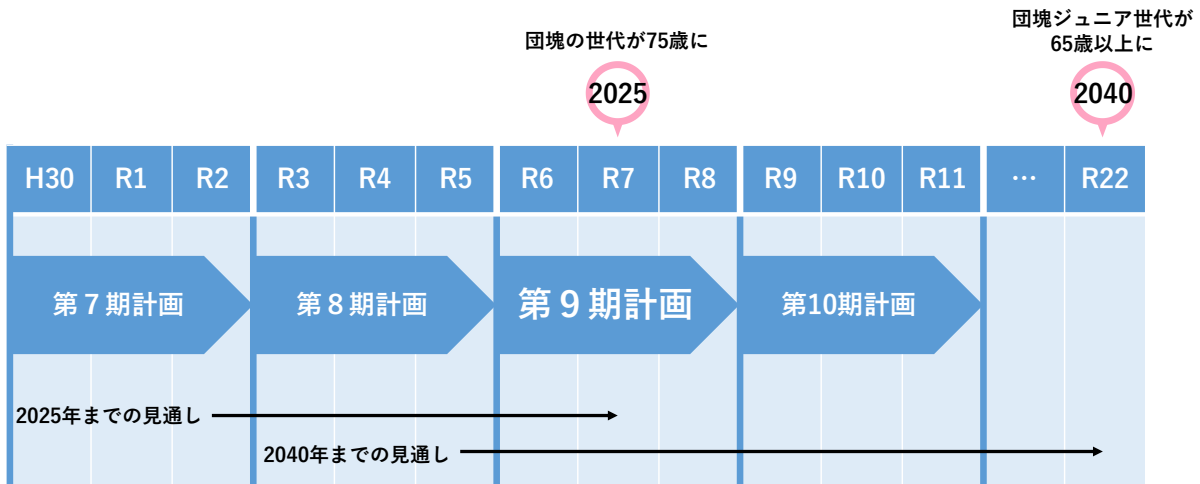 団塊ジュニア世代が
65歳以上に
団塊の世代が75歳に
2025
2040
H30 R1 R2 R3 R4 R5 R6 R7 R8 R9 R10 R11 … R22
第７期計画 第８期計画 第９期計画 第10期計画
2025年までの見通し
2040年までの見通し